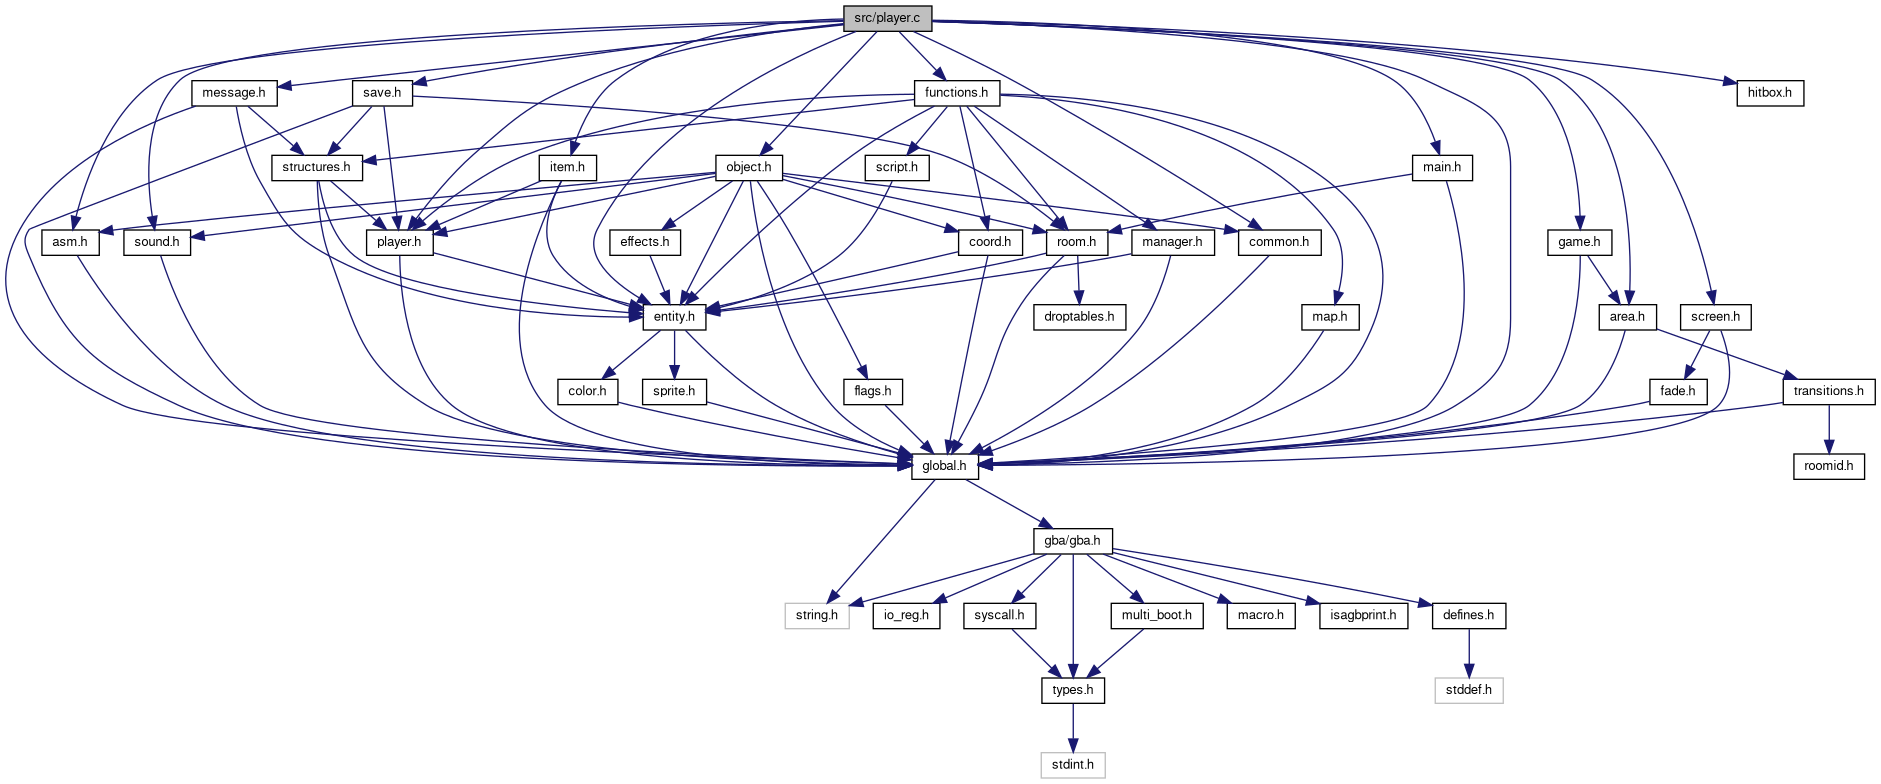 src/player.c
message.h
save.h
functions.h
hitbox.h
structures.h
item.h
object.h
script.h
main.h
asm.h
sound.h
player.h
effects.h
coord.h
room.h
manager.h
common.h
game.h
entity.h
droptables.h
map.h
area.h
screen.h
color.h
sprite.h
flags.h
fade.h
transitions.h
global.h
roomid.h
gba/gba.h
string.h
io_reg.h
syscall.h
multi_boot.h
macro.h
isagbprint.h
defines.h
types.h
stddef.h
stdint.h